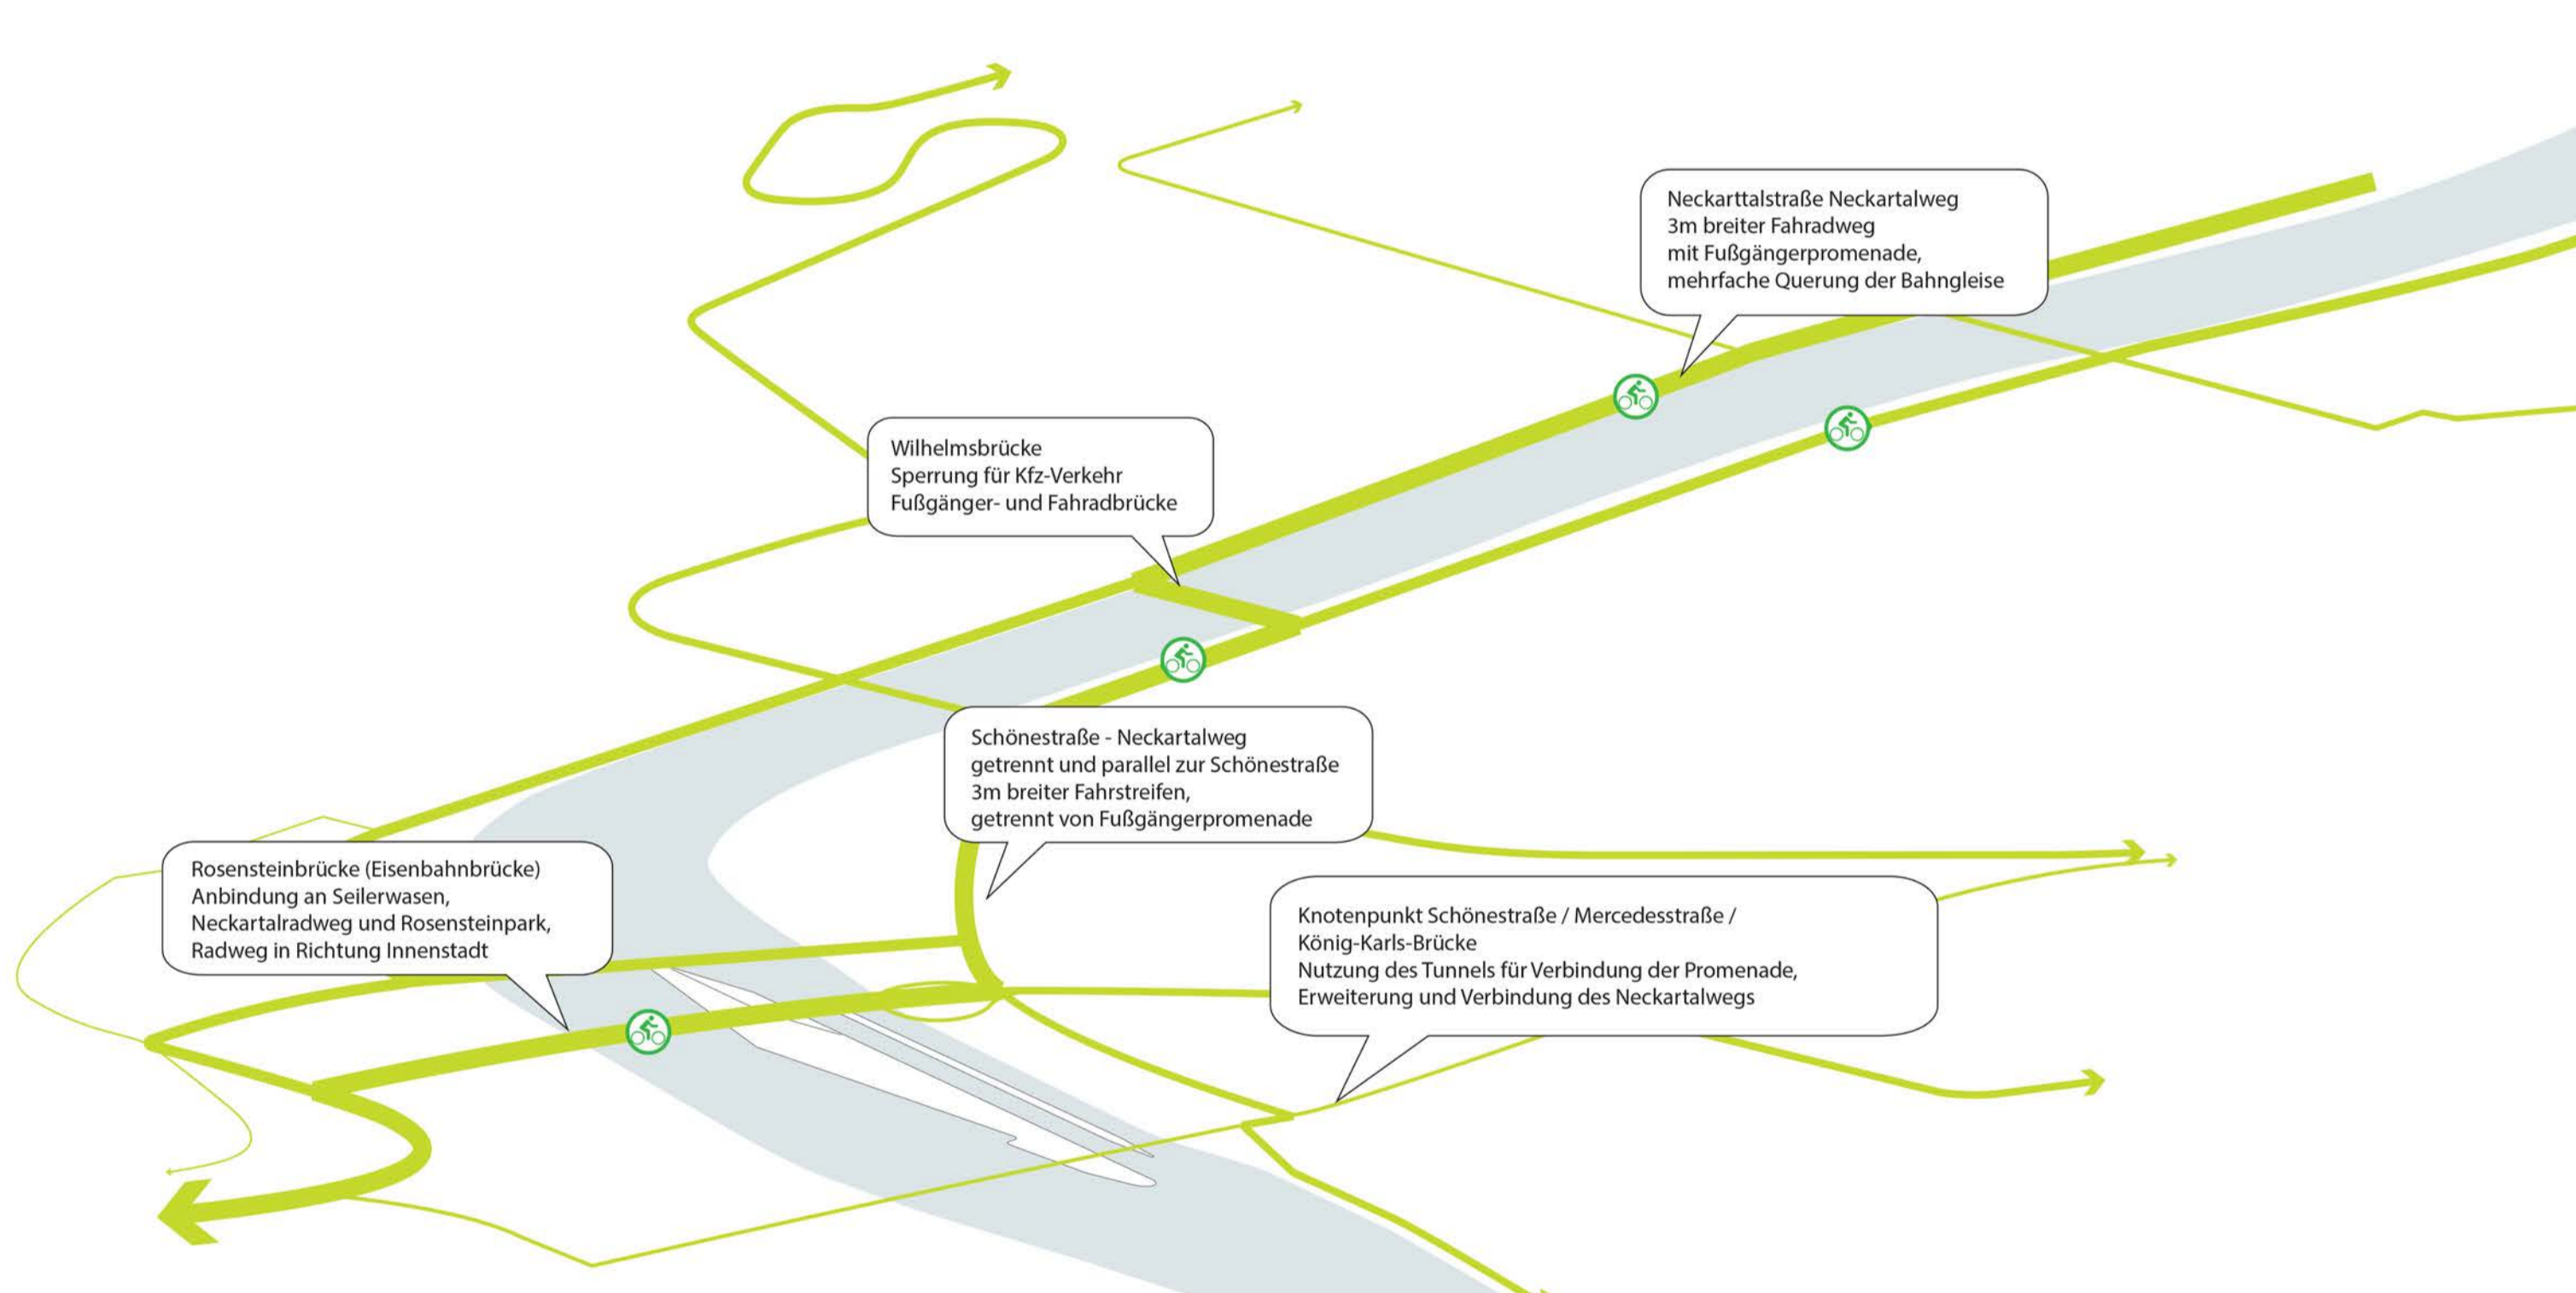 Neckarttalstraße Neckartalweg
3m breiter Fahradweg
mit Fußgängerpromenade,
mehrfache Querung der Bahngleise
Wilhelmsbrücke
Sperrung für Kfz-Verkehr
Fußgänger- und Fahradbrücke
Schönestraße - Neckartalweg
getrennt und parallel zur Schönestraße
3m breiter Fahrstreifen,
getrennt von Fußgängerpromenade
Rosensteinbrücke (Eisenbahnbrücke)
Anbindung an Seilerwasen,
Neckartalradweg und Rosensteinpark,
Radweg in Richtung Innenstadt
Knotenpunkt Schönestraße / Mercedesstraße /
König-Karls-Brücke
Nutzung des Tunnels für Verbindung der Promenade,
Erweiterung und Verbindung des Neckartalwegs